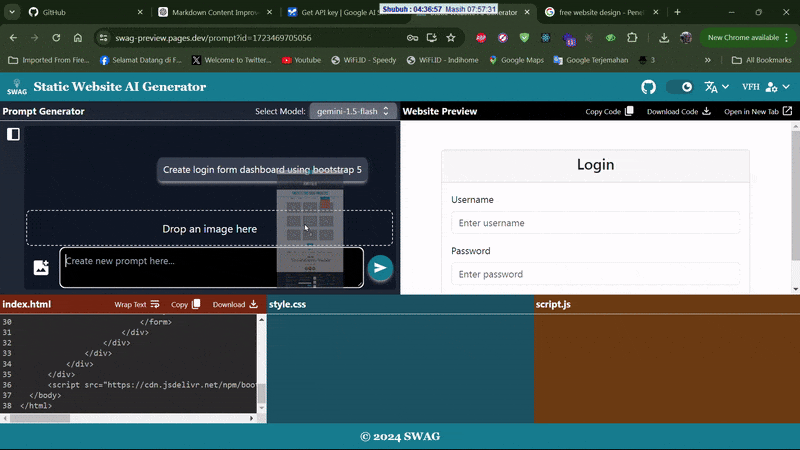 GitHub
Markdown Content Improv
Get API key | Google AI S
Shubuh : 04:36:57 Masih 07:57:31
Generator
free website design - Penel
swag-preview.pages.dev/prompt?id=1723469705056
New Chrome available
Imported From Firef...
Selamat Datang di F...
Welcome to Twitter...
Youtube
WiFi.ID - Speedy
WiFi.ID - Indihome
Google Maps
Google Terjemahan
3
All Bookmarks
SWAG
Static Website AI Generator
VFH
Prompt Generator
Select Model:
gemini-1.5-flash
Website Preview
Copy Code
Download Code
Open in New Tab
Create login form dashboard using bootstrap 5
Drop an image here
Create new prompt here...
Login
Username
Enter username
Password
Enter password
index.html
Wrap Text
Copy
Download
style.css
script.js
30 </form>
31 </div>
32 </div>
33 </div>
34 </div>
35 </div>
36 <script src="https://cdn.jsdelivr.net/npm/boo
37 </body>
38 </html>
© 2024 SWAG